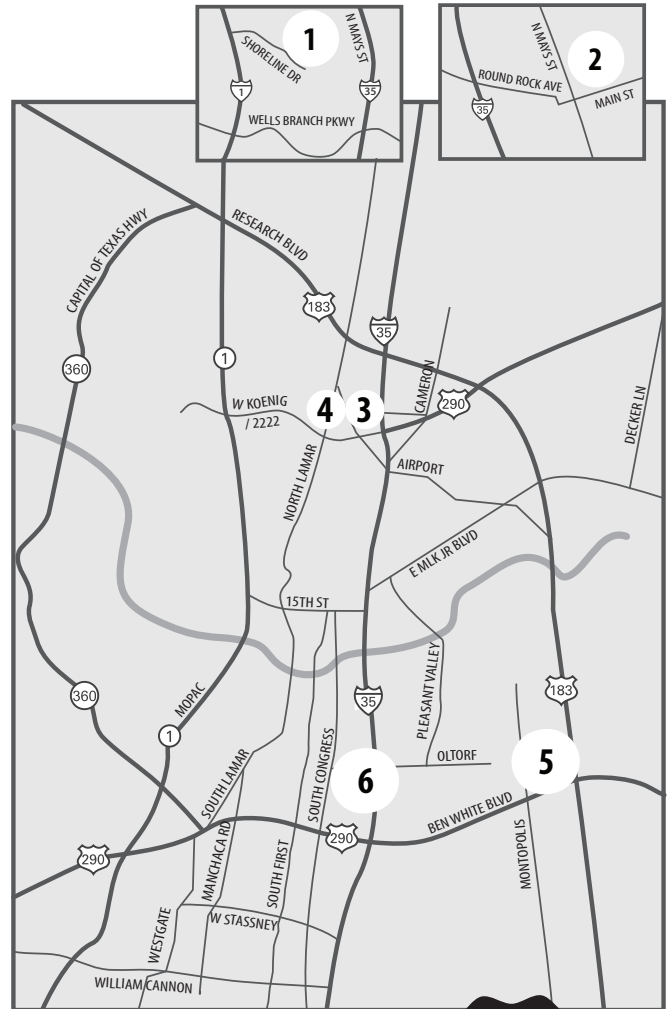 1
N MAYS ST
SHORELINE DR
1
35
WELLS BRANCH PKWY
2
N MAYS ST
ROUND ROCK AVE
MAIN ST
35
CAPITAL OF TEXAS HWY
RESEARCH BLVD
183
35
1
360
CAMERON
290
DECKER LN
W KOENIG
/ 2222
4
3
NORTH LAMAR
AIRPORT
E MLK JR BLVD
15TH ST
PLEASANT VALLEY
360
MOPAC
1
35
183
SOUTH LAMAR
SOUTH CONGRESS
6
OLTORF
5
BEN WHITE BLVD
290
290
MANCHACA RD
SOUTH FIRST
MONTOPOLIS
WESTGATE
W STASSNEY
WILLIAM CANNON